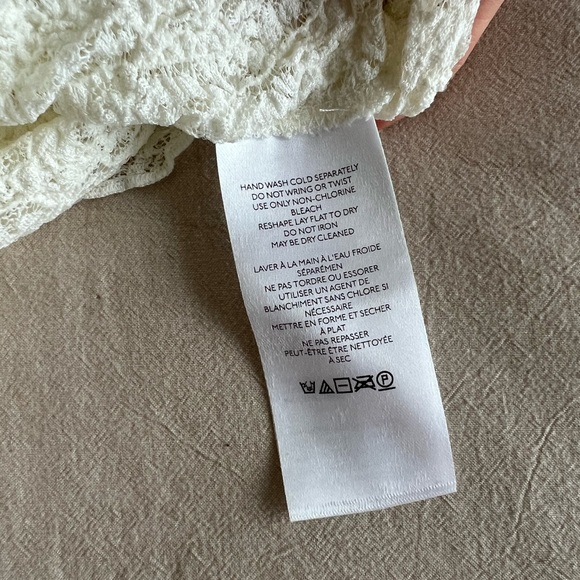 HAND WASH COLD SEPARATELY
DO NOT WRING OR TWIST
USE ONLY NON-CHLORINE
BLEACH
RESHAPE LAY FLAT TO DRY
DO NOT IRON
MAY BE DRY CLEANED
LAVER À LA MAIN À L'EAU FROIDE
SÉPARÉMEN
NE PAS TORDRE OU ESSORER
UTILISER UN AGENT DE
BLANCHIMENT SANS CHLORE SI
NÉCESSAIRE
METTRE EN FORME ET SECHER
À PLAT
NE PAS REPASSER
PEUT-ÊTRE ÊTRE NETTOYÉE
À SEC
P